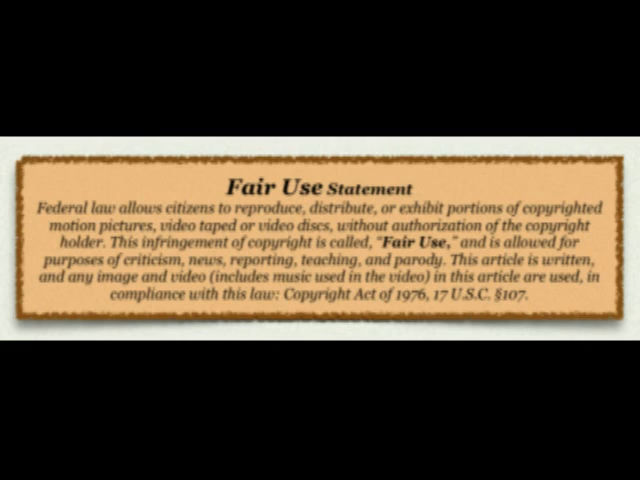 Fair Use Statement
Federal law allows citizens to reproduce, distribute, or exhibit portions of copyrighted
motion pictures, video taped or video discs, without authorization of the copyright
holder. This infringement of copyright is called, "Fair Use," and is allowed for
purposes of criticism, news, reporting, teaching, and parody. This article is written,
and any image and video (includes music used in the video) in this article are used, in
compliance with this law: Copyright Act of 1976, 17 U.S.C. §107.